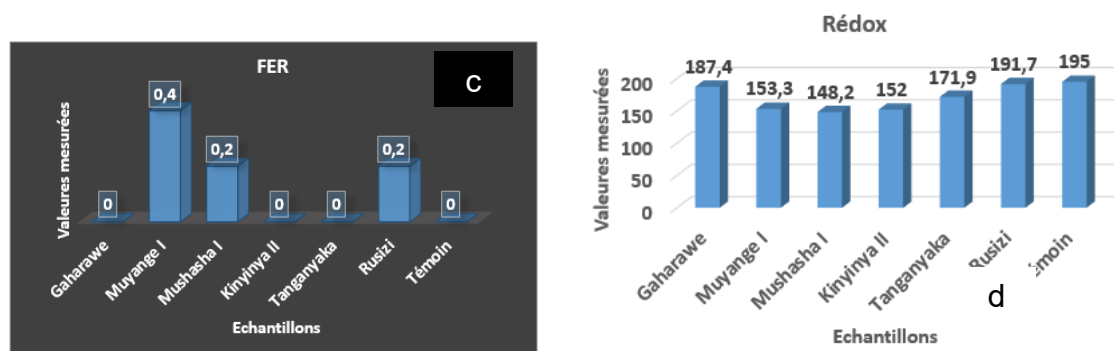 FER
c
Valeures mesurées
0,4
0,2
0,2
0
0
0
0
Gaharawe
Muyange I
Mushasha I
Kinyinya II
Tanganyaka
Rusizi
Témoin
Echantillons
Rédox
Valeures mesurées
200
150
100
50
0
187,4
153,3
148,2
152
171,9
191,7
195
Gaharawe
Muyange I
Mushasha I
Kinyinya II
Tanganyaka
Rusizi
émoin
d
Echantillons